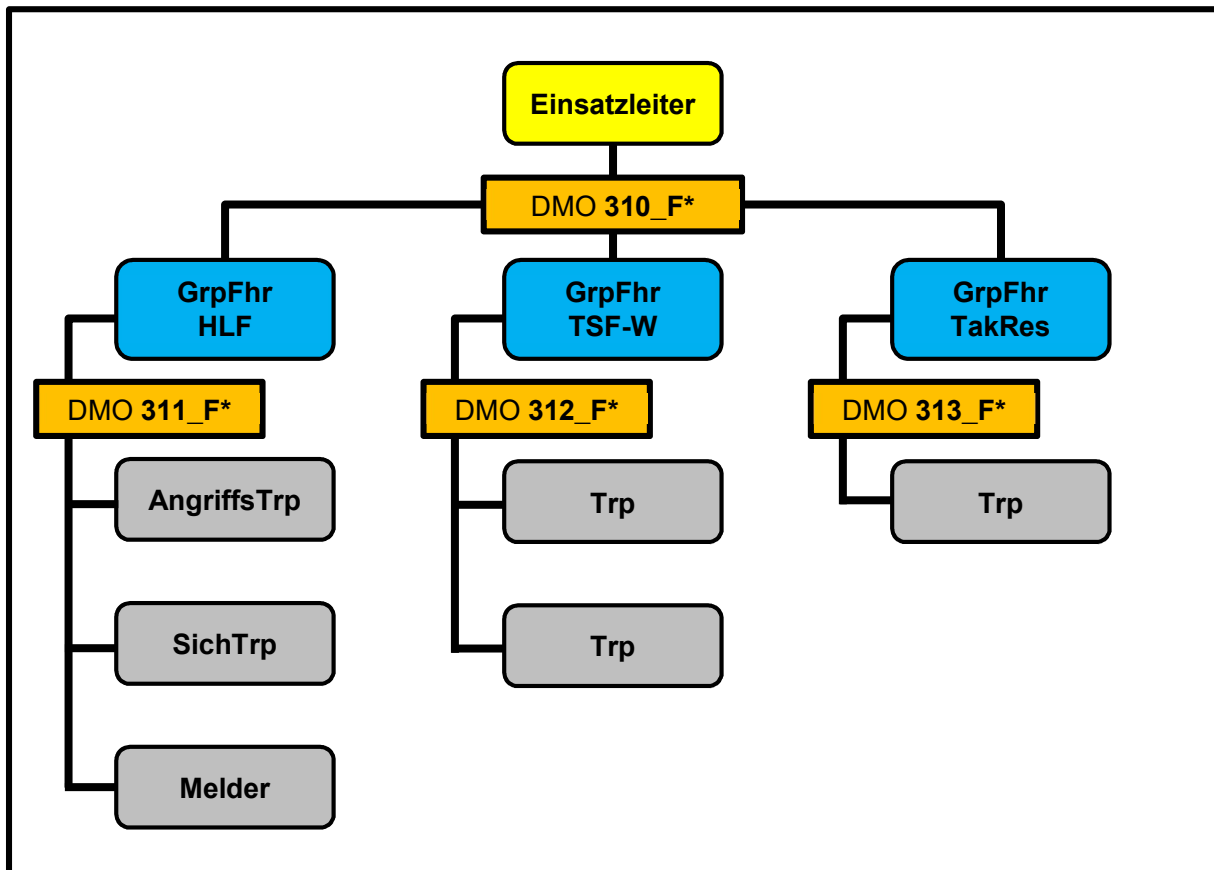 Einsatzleiter
DMO 310_F*
GrpFhr
HLF
GrpFhr
TSF-W
GrpFhr
TakRes
DMO 311_F*
DMO 312_F*
DMO 313_F*
AngriffsTrp
Trp
Trp
SichTrp
Trp
Melder